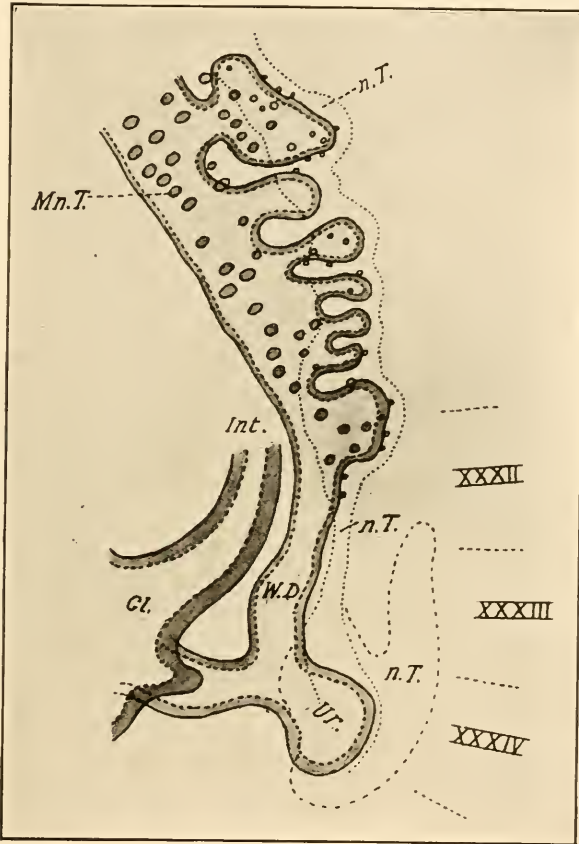 n.T.
Mn.T.
Int.
XXXII
n.T.
Cl.
W.D.
XXXIII
n.T.
Ur.
XXXIV